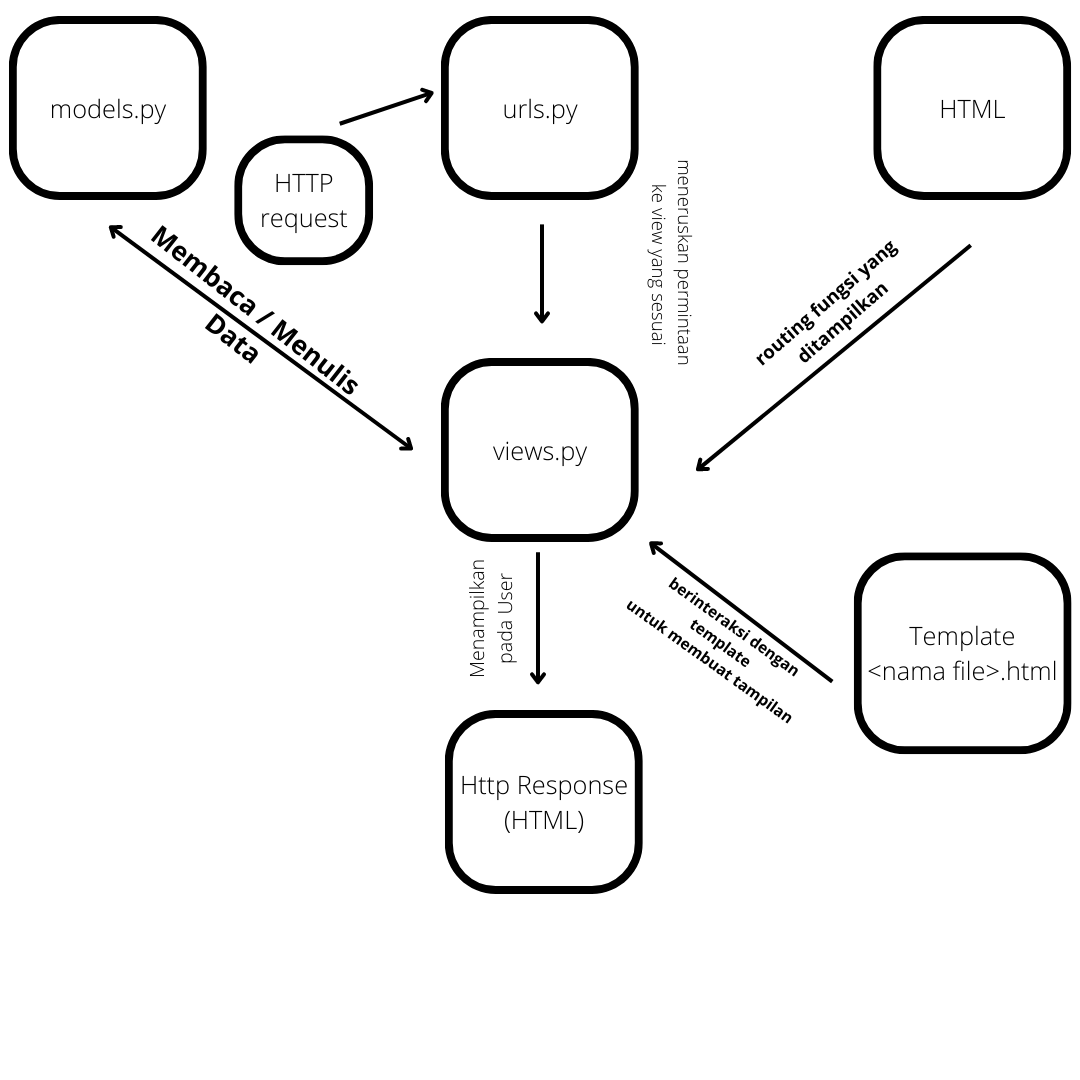 models.py
urls.py
HTML
HTTP
request
meneruskan permintaan
ke view yang sesuai
Membaca / Menulis
Data
routing fungsi yang
ditampilkan
views.py
Menampilkan
pada User
berinteraksi dengan
template
untuk membuat tampilan
Template
<nama file>.html
Http Response
(HTML)